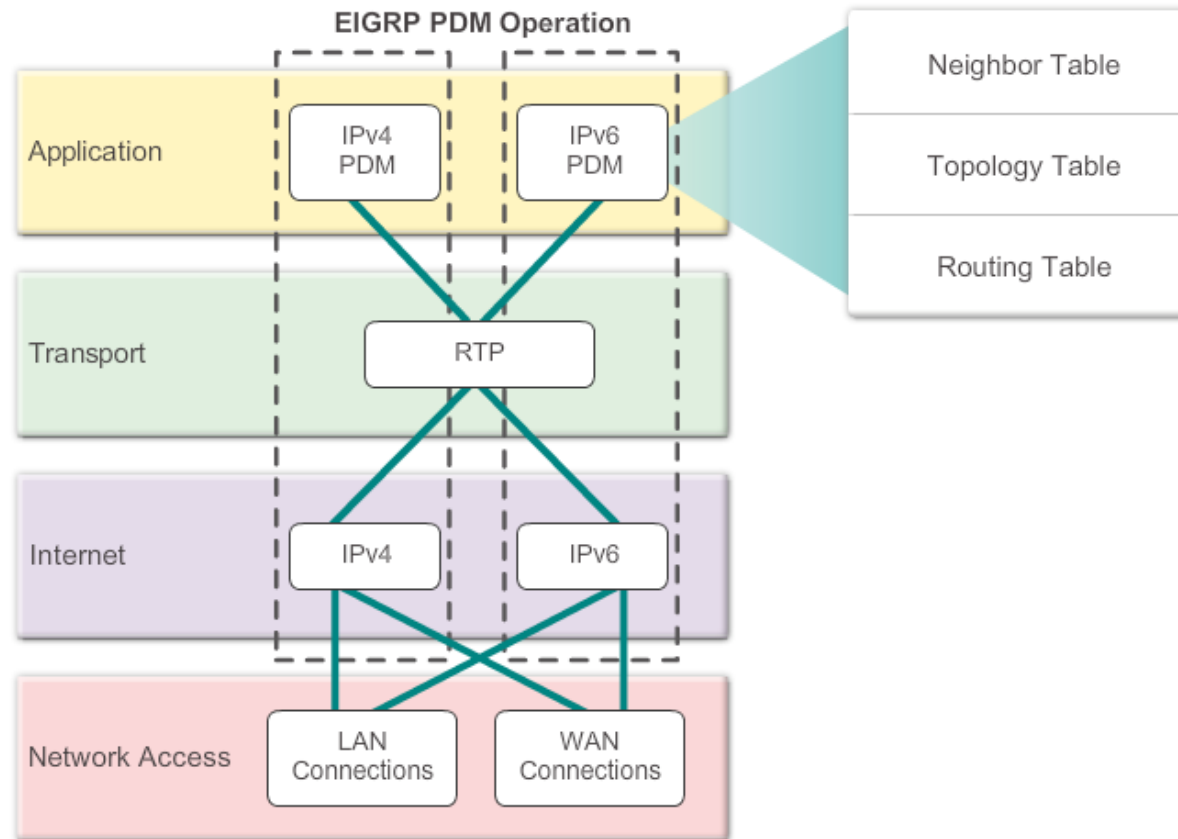 EIGRP PDM Operation
Neighbor Table
Topology Table
Routing Table
Application
IPv4
PDM
IPv6
PDM
Transport
RTP
Internet
IPv4
IPv6
Network Access
LAN
Connections
WAN
Connections